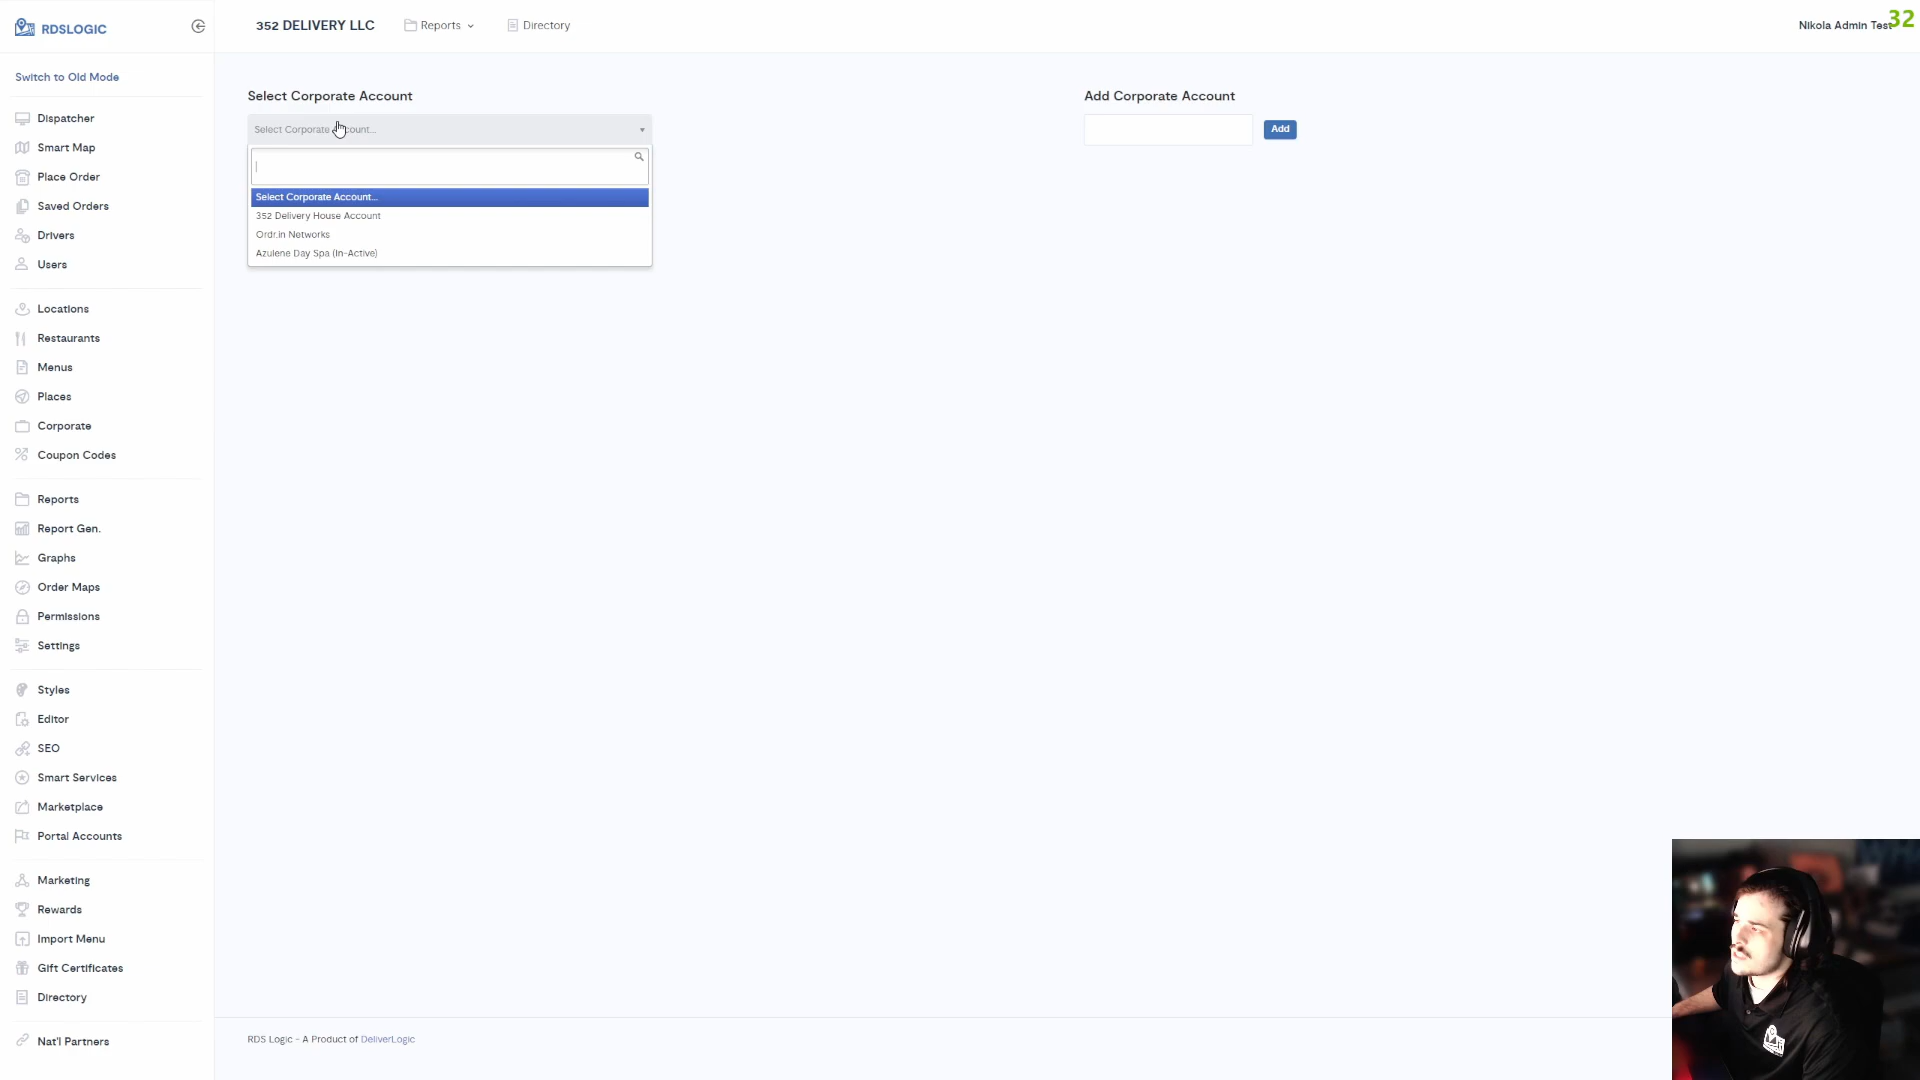 RDSLOGIC
352 DELIVERY LLC
Reports
Directory
Nikola Admin Test
32
Switch to Old Mode
Dispatcher
Smart Map
Place Order
Saved Orders
Drivers
Users
Locations
Restaurants
Menus
Places
Corporate
Coupon Codes
Reports
Report Gen.
Graphs
Order Maps
Permissions
Settings
Styles
Editor
SEO
Smart Services
Marketplace
Portal Accounts
Marketing
Rewards
Import Menu
Gift Certificates
Directory
Nat'l Partners
Select Corporate Account
Select Corporate Account...
Select Corporate Account...
352 Delivery House Account
Ordr.in Networks
Azulene Day Spa (In-Active)
Add Corporate Account
Add
RDS Logic - A Product of DeliverLogic